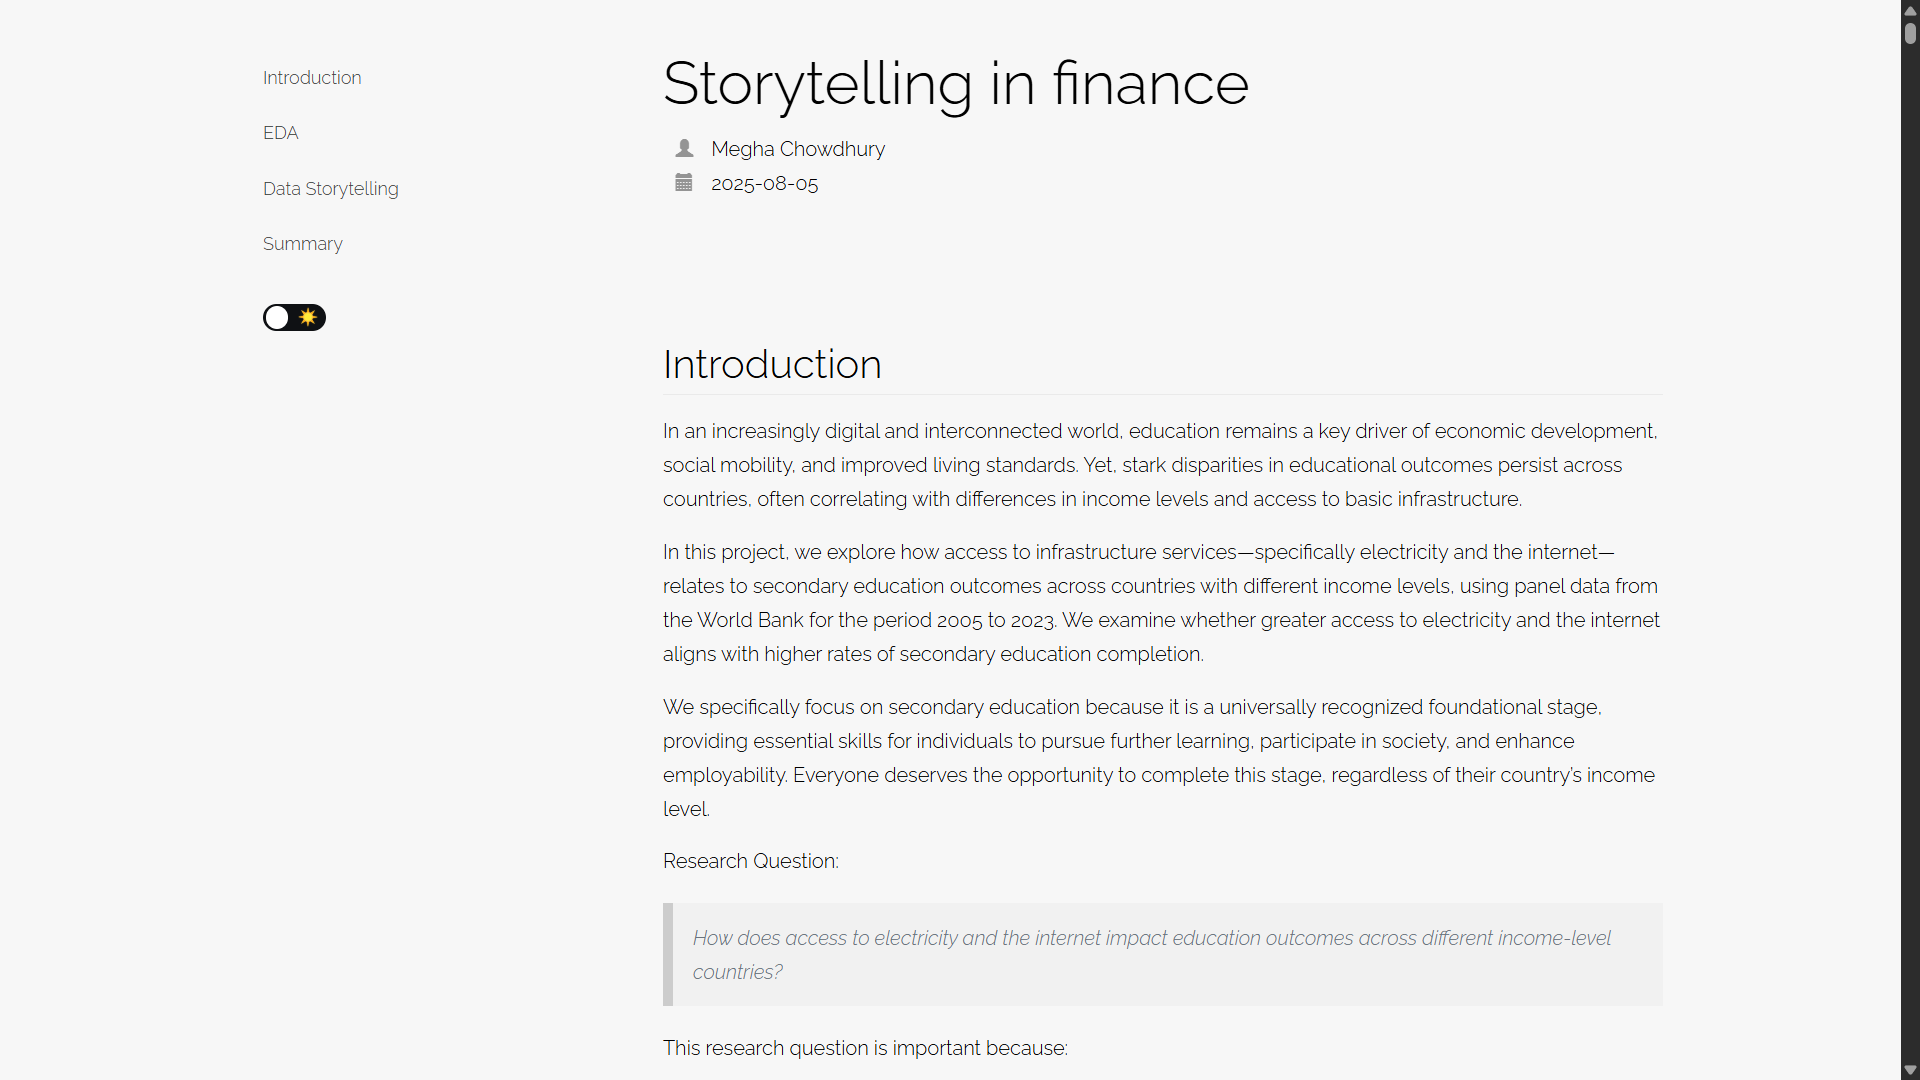 Introduction
EDA
Data Storytelling
Summary
Storytelling in finance
Megha Chowdhury
2025-08-05
Introduction
In an increasingly digital and interconnected world, education remains a key driver of economic development,
social mobility, and improved living standards. Yet, stark disparities in educational outcomes persist across
countries, often correlating with differences in income levels and access to basic infrastructure.
In this project, we explore how access to infrastructure services—specifically electricity and the internet—
relates to secondary education outcomes across countries with different income levels, using panel data from
the World Bank for the period 2005 to 2023. We examine whether greater access to electricity and the internet
aligns with higher rates of secondary education completion.
We specifically focus on secondary education because it is a universally recognized foundational stage,
providing essential skills for individuals to pursue further learning, participate in society, and enhance
employability. Everyone deserves the opportunity to complete this stage, regardless of their country’s income
level.
Research Question:
How does access to electricity and the internet impact education outcomes across different income-level
countries?
This research question is important because: